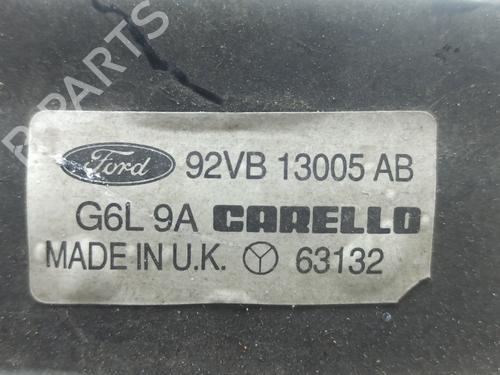 B-PARTS
Ford 92VB 13005 AB
G6L 9A CARELLO
MADE IN U.K. 63132